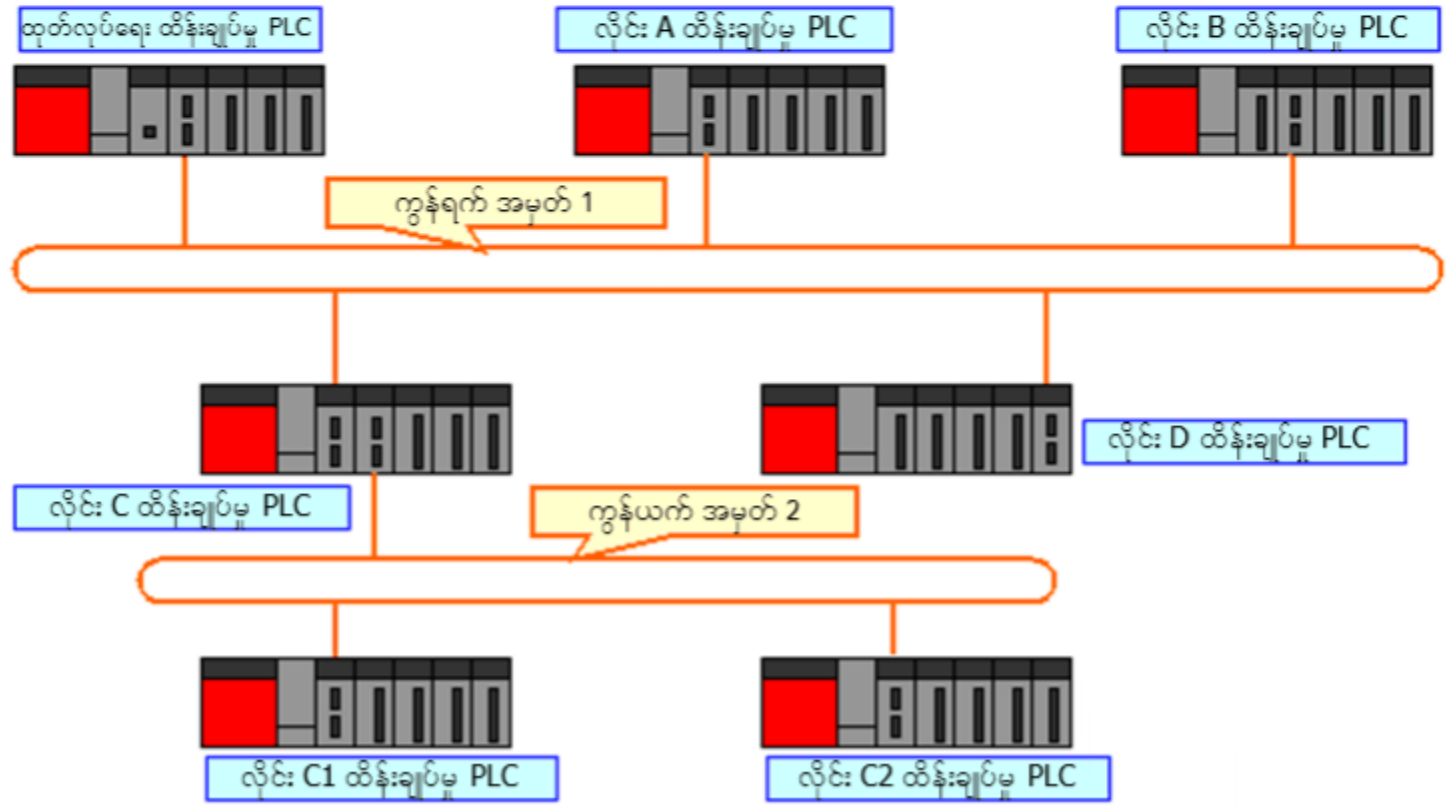 ထုတ်လုပ်ရေး ထိန်းချုပ်မှု PLC
လိုင်း A ထိန်းချုပ်မှု PLC
လိုင်း B ထိန်းချုပ်မှု PLC
ကွန်ရက် အမှတ် 1
လိုင်း D ထိန်းချုပ်မှု PLC
လိုင်း C ထိန်းချုပ်မှု PLC
ကွန်ယက် အမှတ် 2
လိုင်း C1 ထိန်းချုပ်မှု PLC
လိုင်း C2 ထိန်းချုပ်မှု PLC